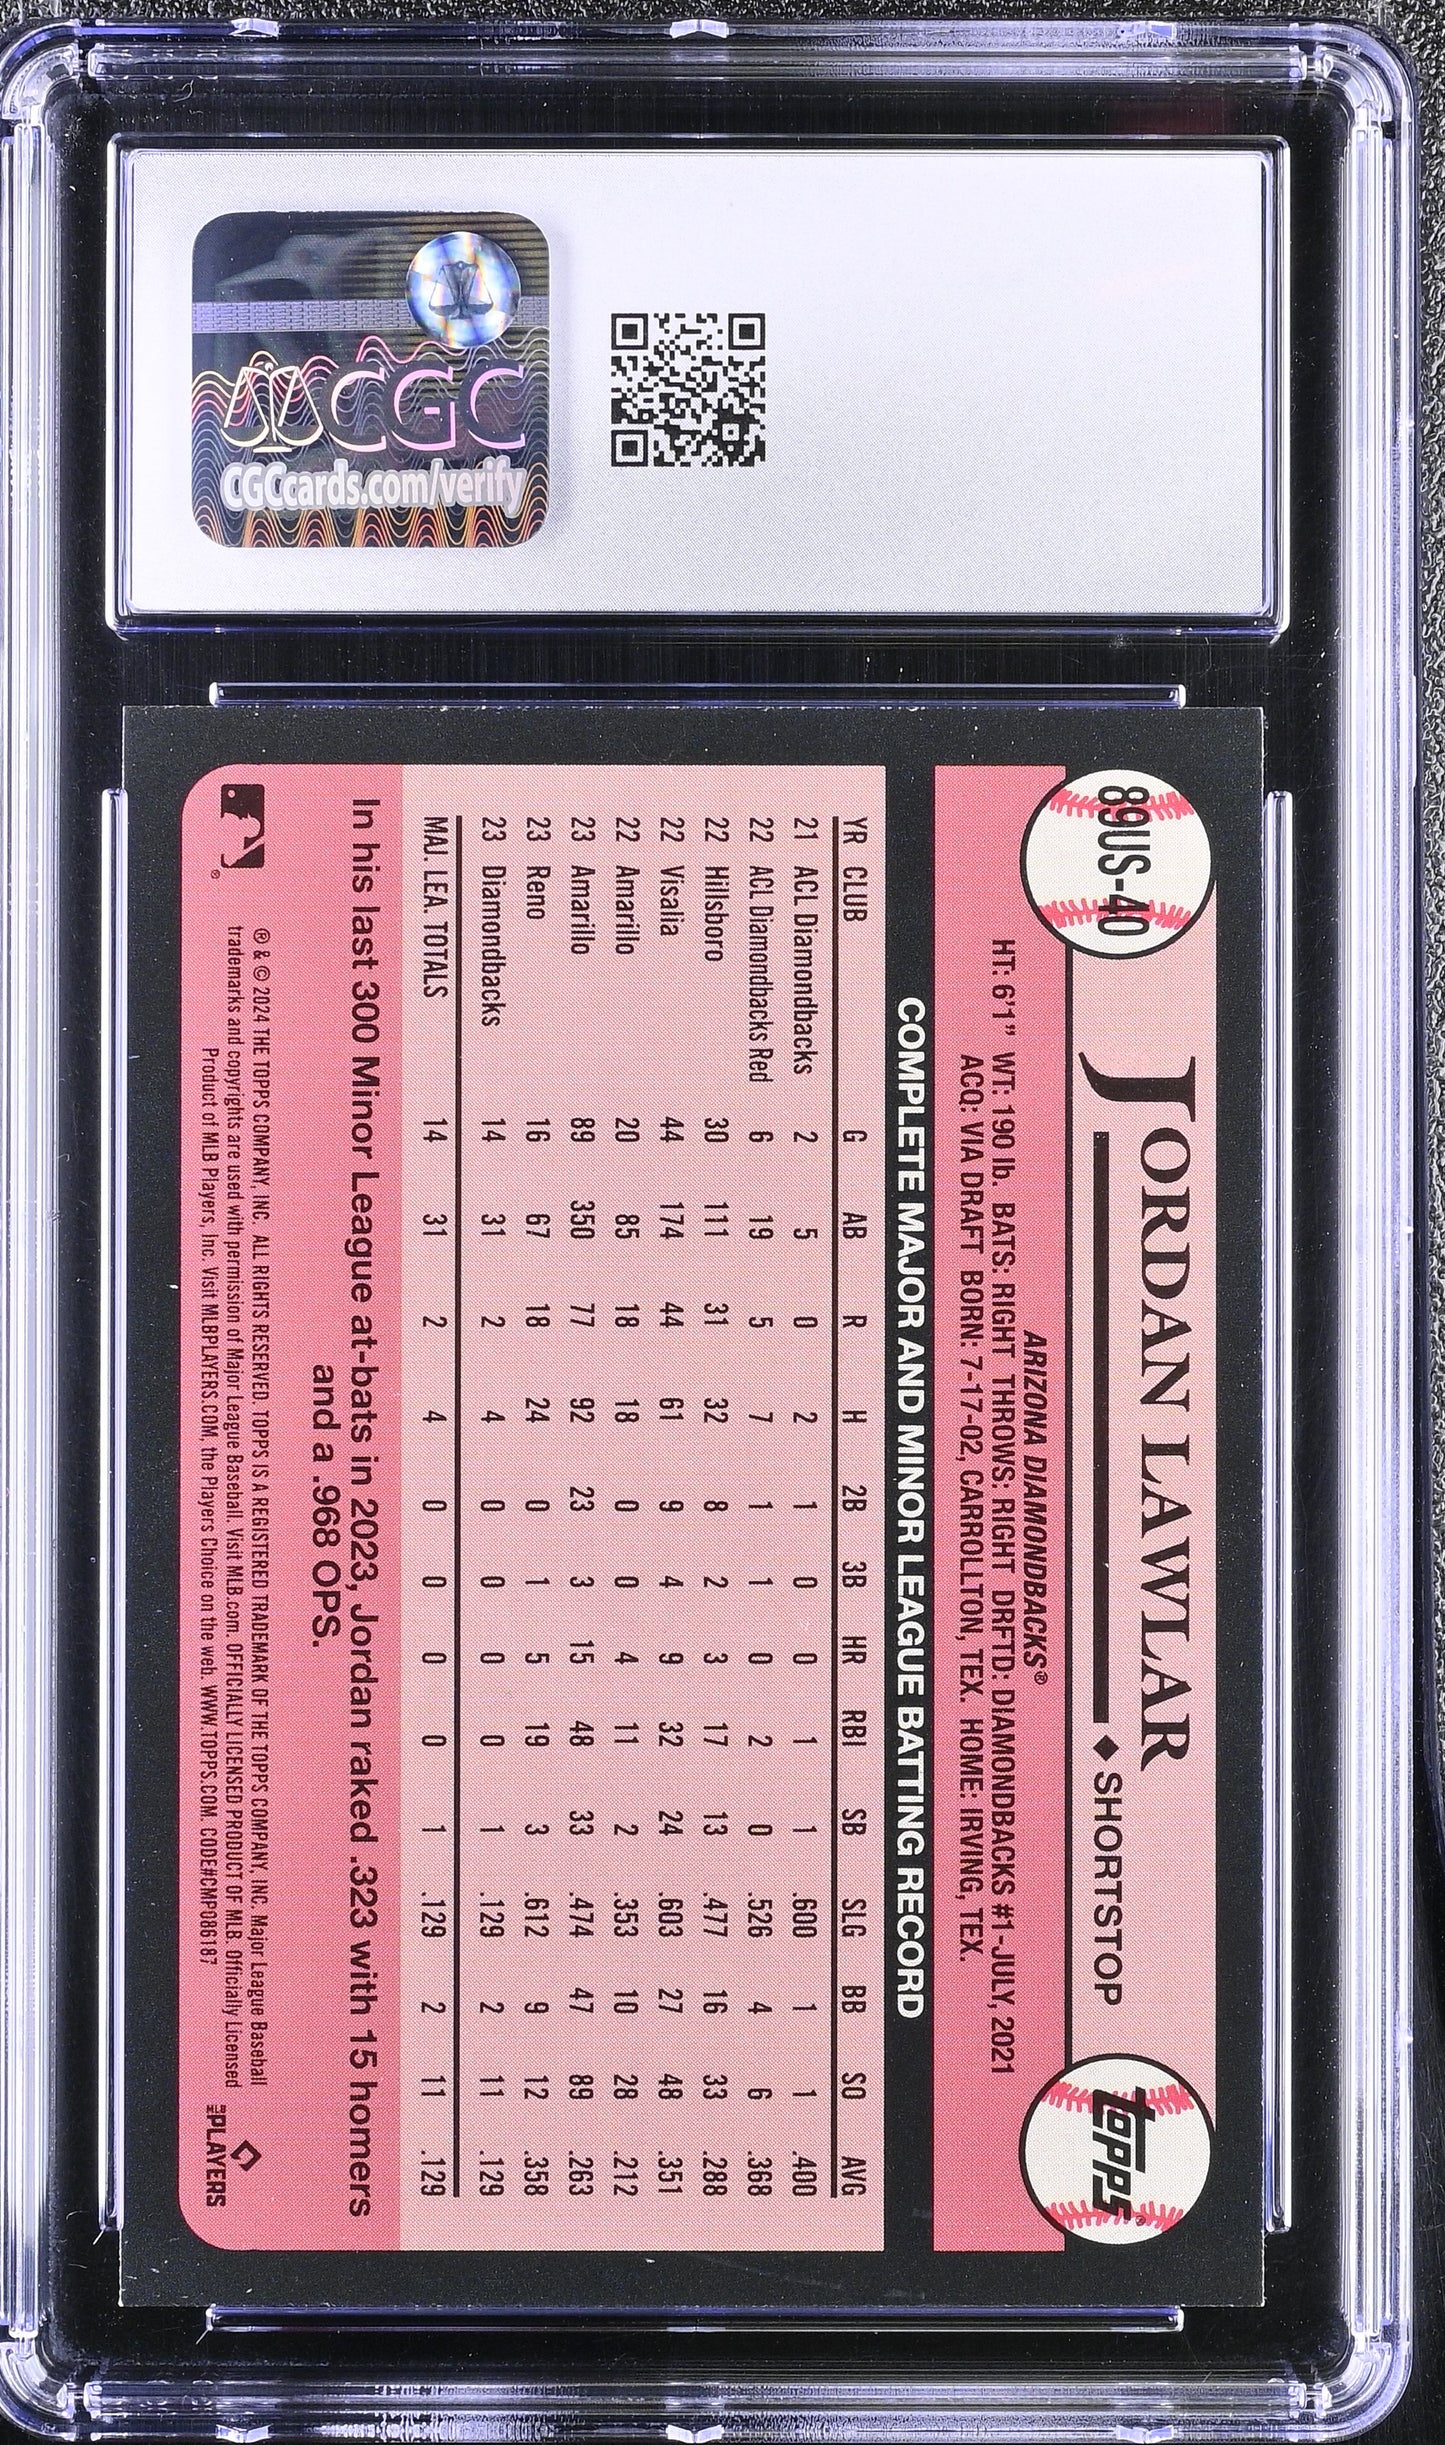 CGC
CGCcards.com/verify
89US-40
JORDAN LAWLAR
◆SHORTSTOP
topps®
ARIZONA DIAMONDBACKS®
HT: 6'1" WT: 190 lb. BATS: RIGHT THROWS: RIGHT DRFTD: DIAMONDBACKS #1-JULY, 2021
ACQ: VIA DRAFT BORN: 7-17-02, CARROLLTON, TEX. HOME: IRVING, TEX.
COMPLETE MAJOR AND MINOR LEAGUE BATTING RECORD
YR CLUB G AB R H 2B 3B HR RBI SB SLG BB SO AVG
21 ACL Diamondbacks 2 5 0 2 1 0 0 1 1 .600 1 1 .400
22 ACL Diamondbacks Red 6 19 5 7 1 1 0 2 0 .526 4 6 .368
22 Hillsboro 30 111 31 32 8 2 3 17 13 .477 16 33 .288
22 Visalia 44 174 44 61 9 4 9 32 24 .603 27 48 .351
22 Amarillo 20 85 18 18 0 0 4 11 2 .353 10 28 .212
23 Amarillo 89 350 77 92 23 3 15 48 33 .474 47 89 .263
23 Reno 16 67 18 24 0 1 5 19 3 .612 9 12 .358
23 Diamondbacks 14 31 2 4 0 0 0 0 1 .129 2 11 .129
MAJ. LEA. TOTALS 14 31 2 4 0 0 0 0 1 .129 2 11 .129
In his last 300 Minor League at-bats in 2023, Jordan raked .323 with 15 homers
and a .968 OPS.
® & © 2024 THE TOPPS COMPANY, INC. ALL RIGHTS RESERVED. TOPPS IS A REGISTERED TRADEMARK OF THE TOPPS COMPANY, INC. Major League Baseball
trademarks and copyrights are used with permission of Major League Baseball. Visit MLB.com. OFFICIALLY LICENSED PRODUCT OF MLB. Officially Licensed
Product of MLB Players, Inc. Visit MLBPLAYERS.COM, the Players Choice on the web. WWW.TOPPS.COM. CODE#CMP086187
MLB PLAYERS